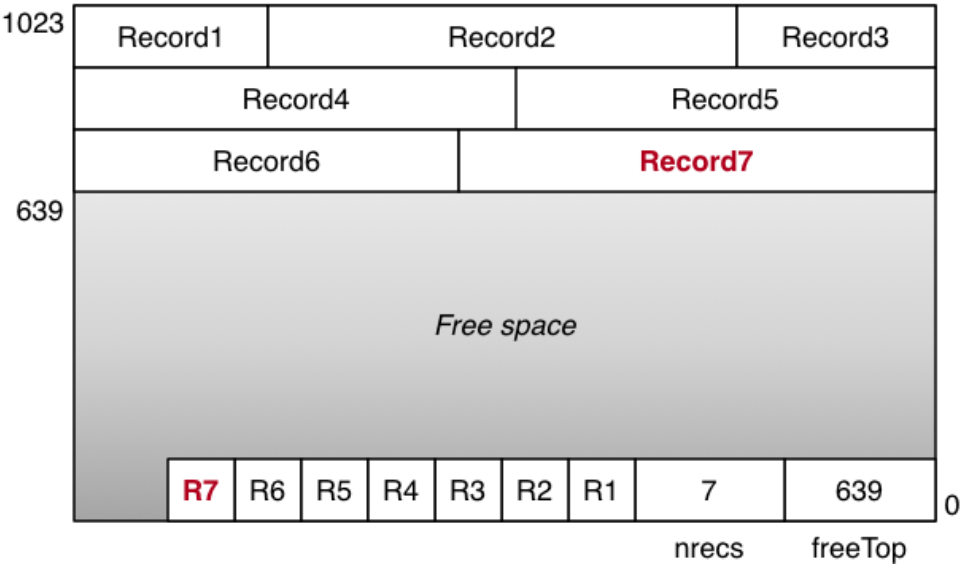 1023 Record1 Record2 Record3
Record4 Record5
Record6 Record7
639
Free space
R7 R6 R5 R4 R3 R2 R1 7 639 0
nrecs freeTop